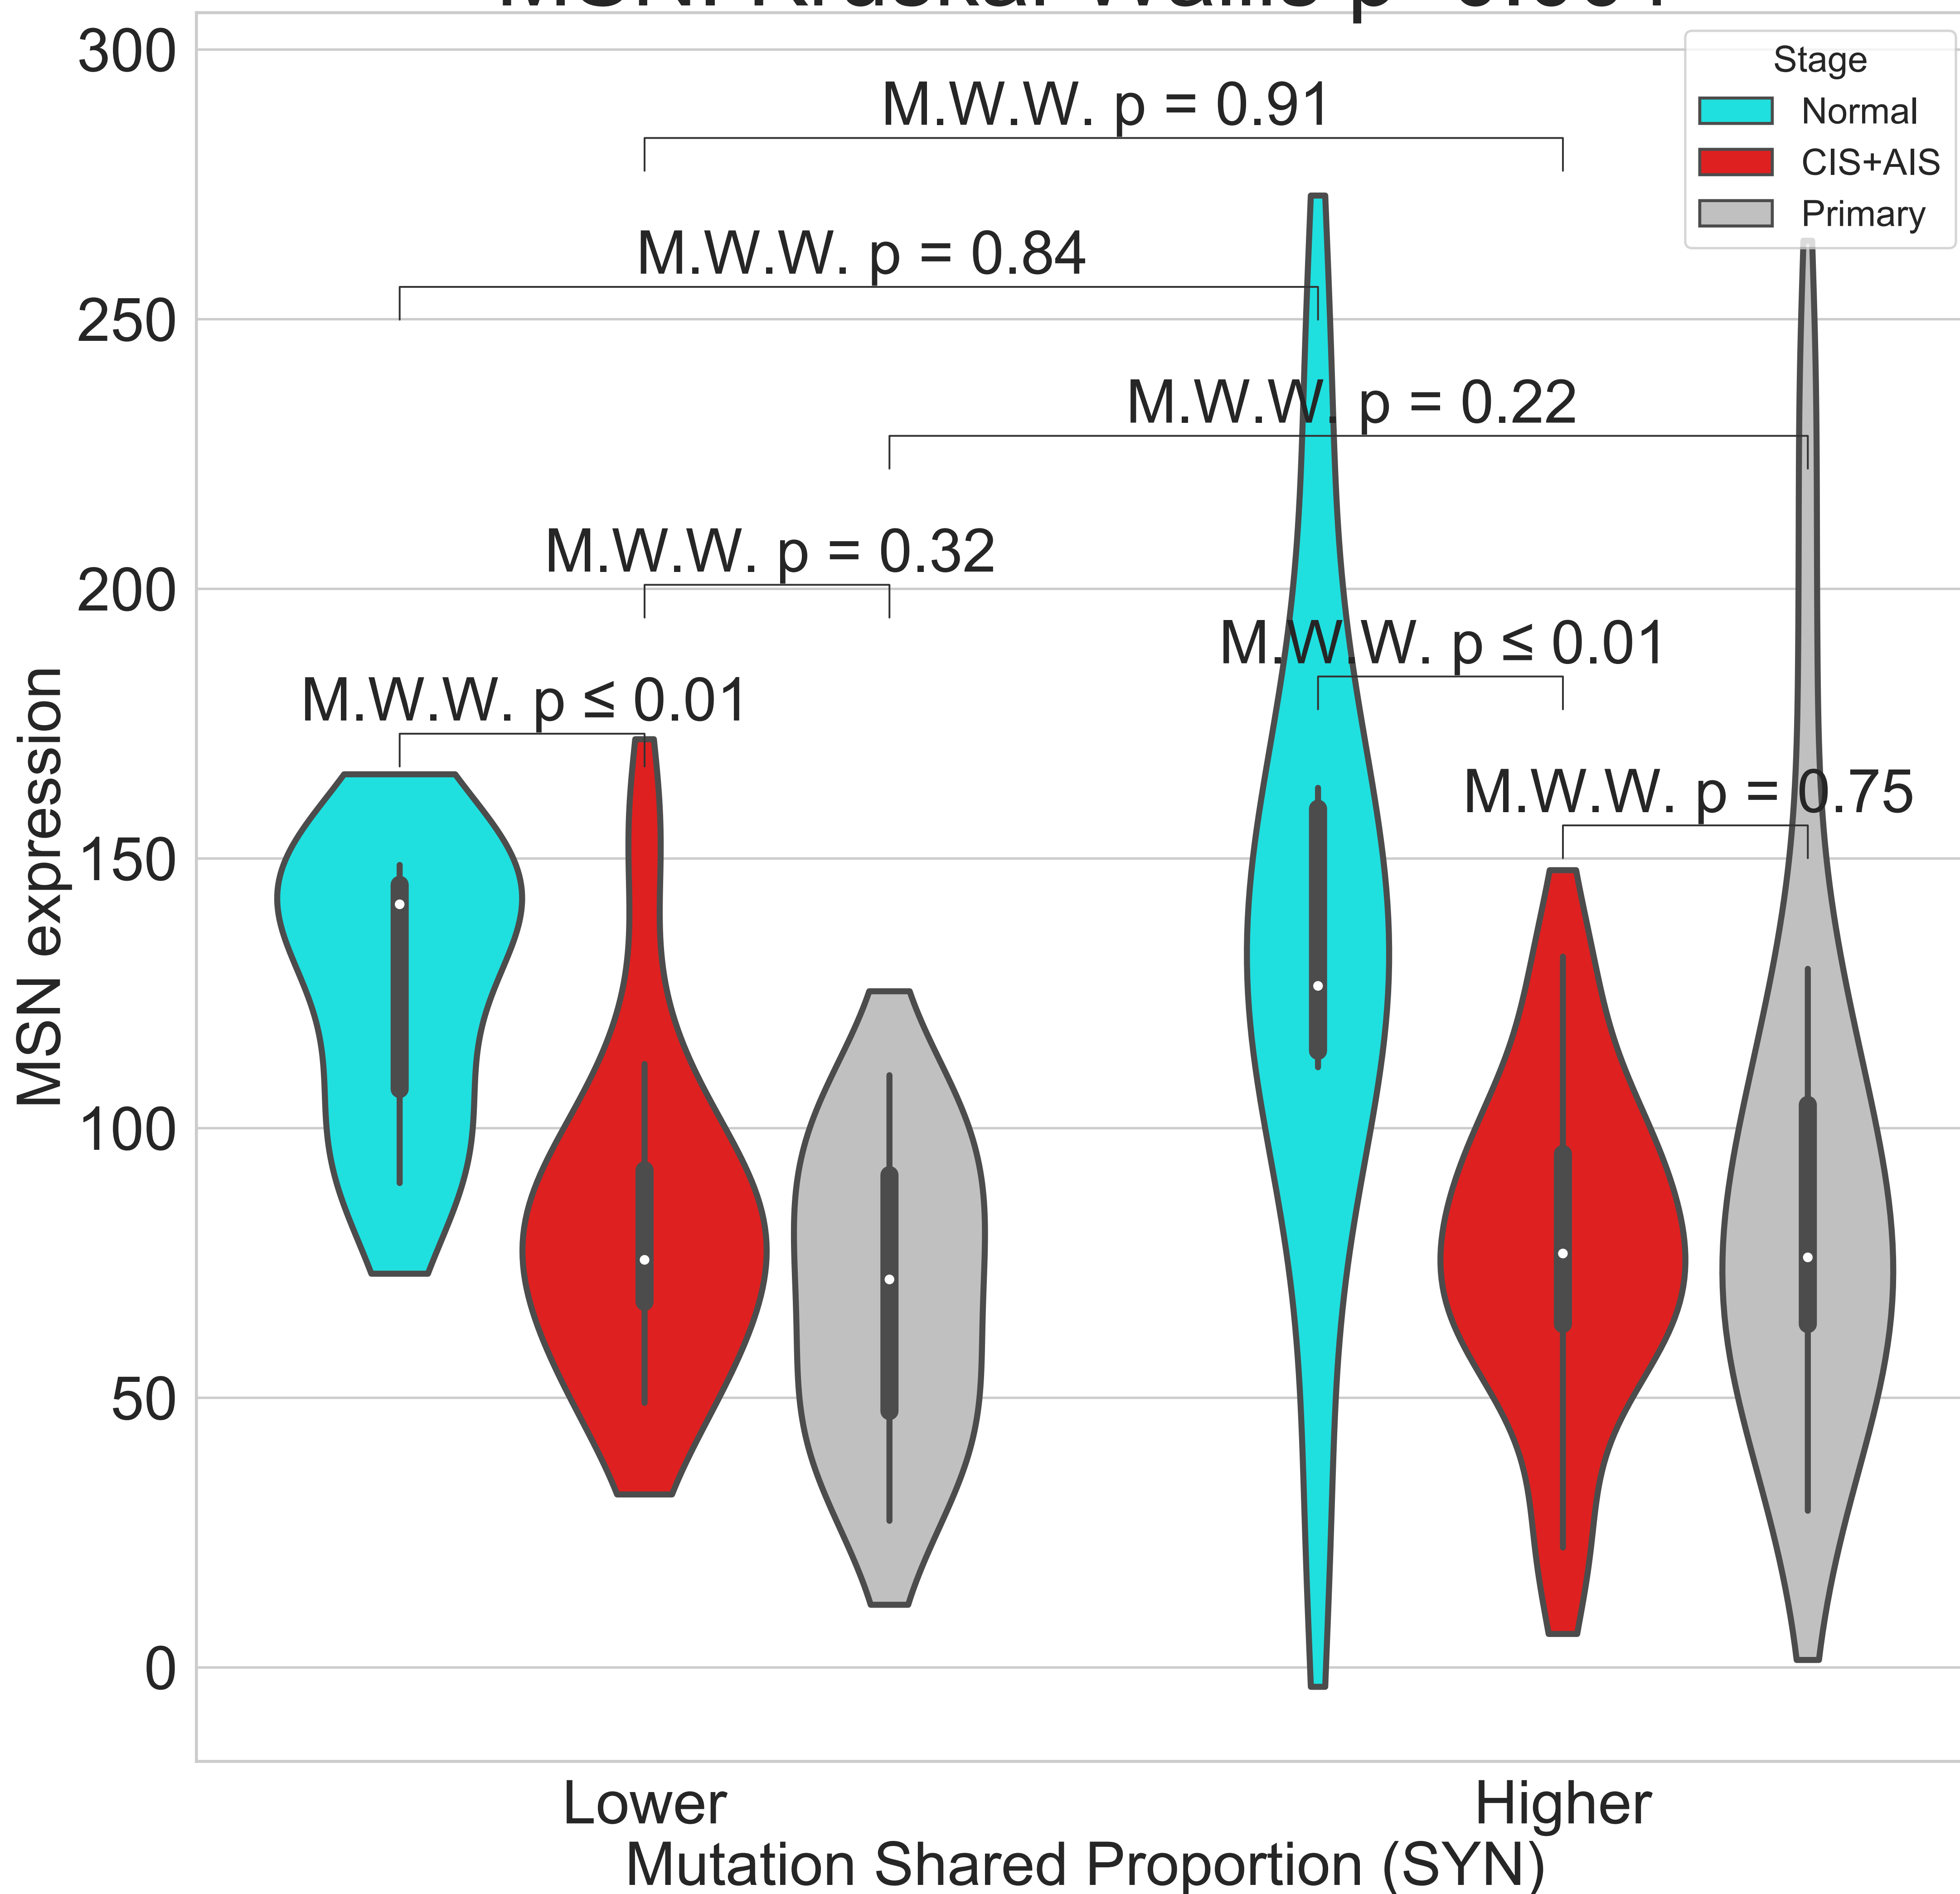 300
Stage
Normal
CIS+AIS
Primary
M.W.W. p = 0.91
M.W.W. p = 0.84
250
M.W.W. p = 0.22
M.W.W. p = 0.32
200
M.W.W. p ≤ 0.01
M.W.W. p ≤ 0.01
M.W.W. p = 0.75
150
100
50
0
MSN expression
Lower
Higher
Mutation Shared Proportion (SYN)